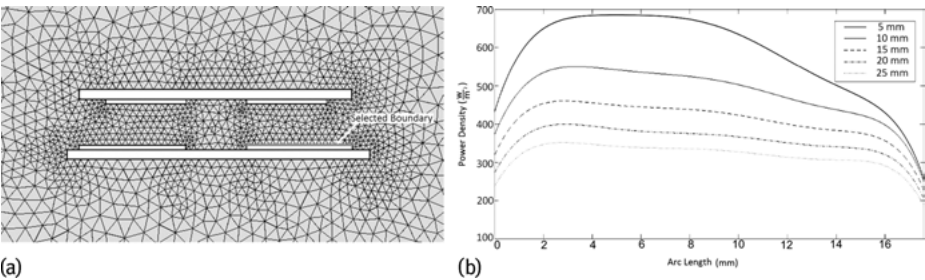 Selected Boundary
(a)
700
600
500
400
300
200
100
0
2
4
6
8
10
12
14
16
Power Density (W/m
Arc Length (mm)
5 mm
10 mm
15 mm
20 mm
25 mm
(b)